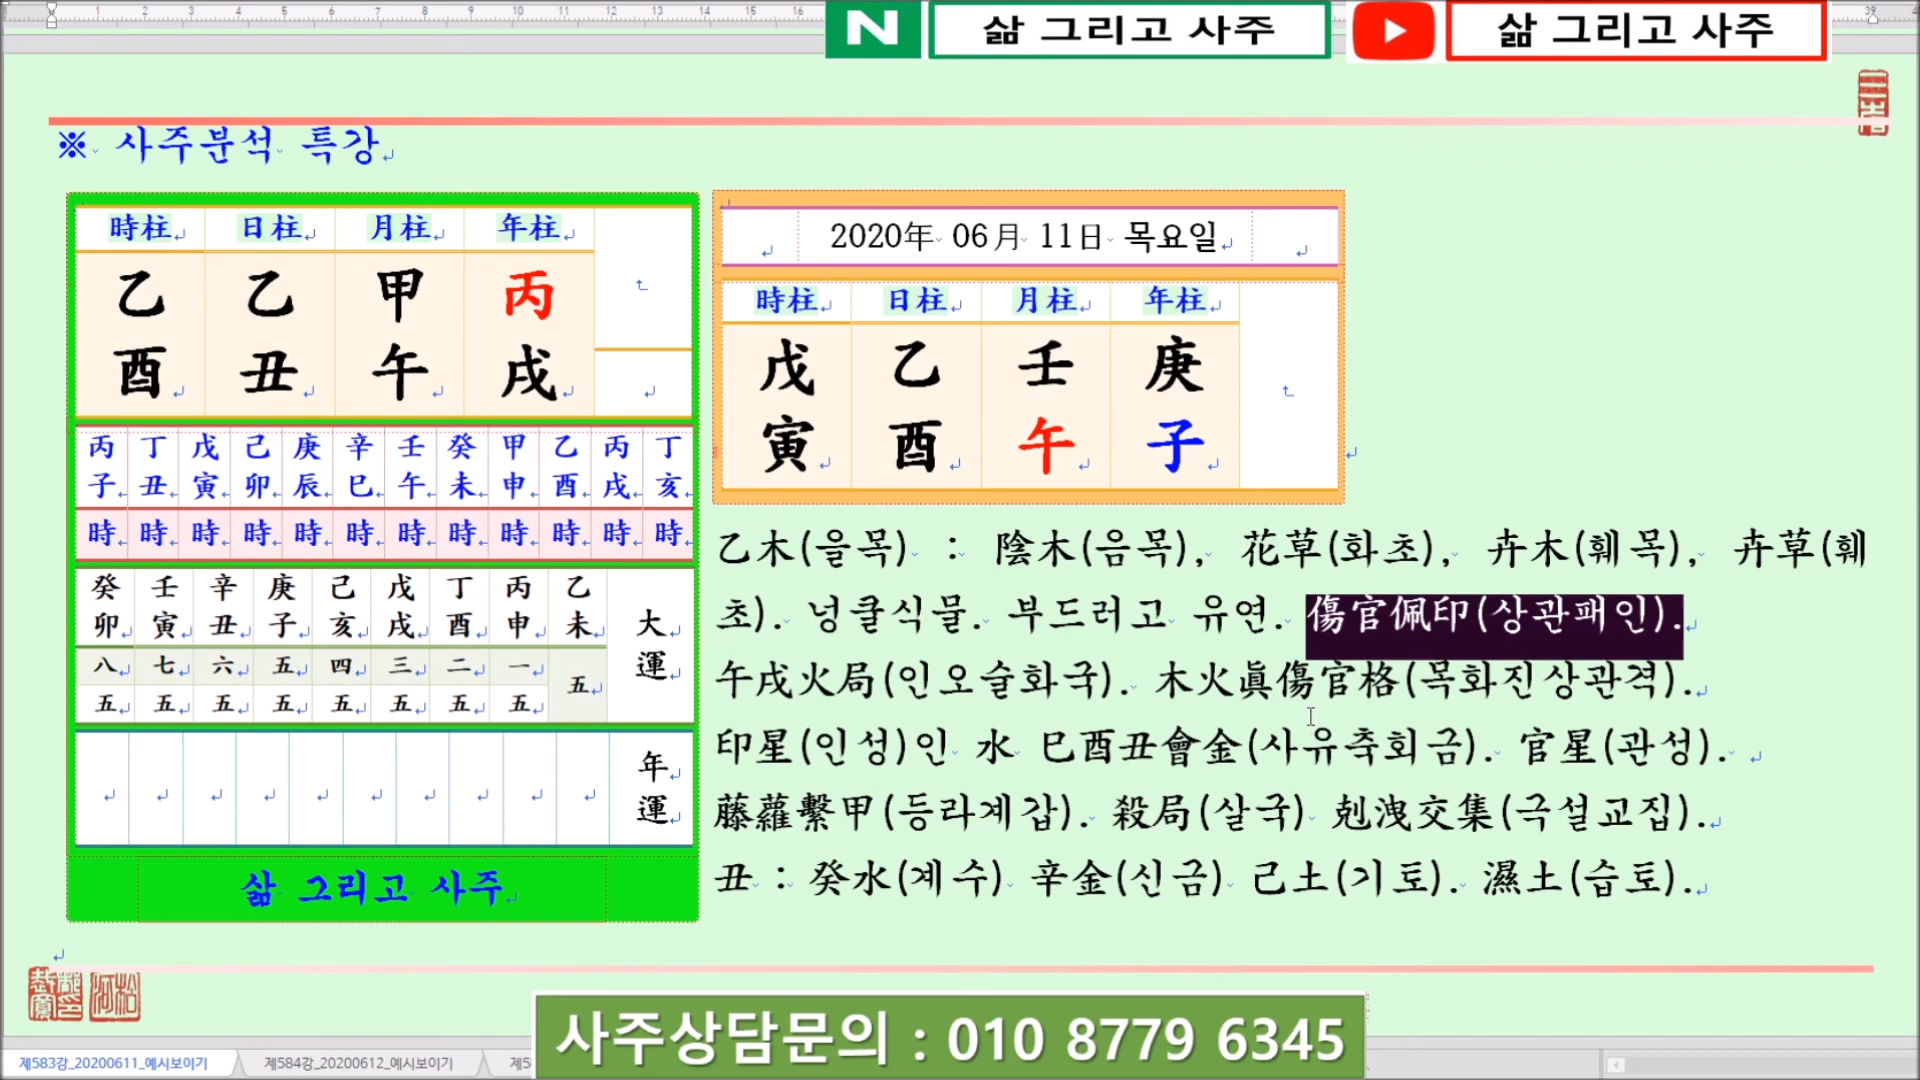 N 삶 그리고 사주 삶 그리고 사주
※ 사주분석 특강
時柱 日柱 月柱 年柱
乙 乙 甲 丙
酉 丑 午 戌
丙 丁 戊 己 庚 辛 壬 癸 甲 乙 丙 丁
子 丑 寅 卯 辰 巳 午 未 申 酉 戌 亥
時 時 時 時 時 時 時 時 時 時 時 時
癸 壬 辛 庚 己 戊 丁 丙 乙 大
卯 寅 丑 子 亥 戌 酉 申 未 運
八 七 六 五 四 三 二 一 五
五 五 五 五 五 五 五 五
年
運
삶 그리고 사주
2020年 06月 11日 목요일
時柱 日柱 月柱 年柱
戊 乙 壬 庚
寅 酉 午 子
乙木(을목) : 陰木(음목), 花草(화초), 卉木(훼목), 卉草(훼
초). 넝쿨식물. 부드러고 유연. 傷官佩印(상관패인).
午戌火局(인오술화국). 木火眞傷官格(목화진상관격).
印星(인성)인 水 巳酉丑會金(사유축회금). 官星(관성).
藤蘿繫甲(등라계갑). 殺局(살국) 剋洩交集(극설교집).
丑 : 癸水(계수) 辛金(신금) 己土(기토). 濕土(습토).
사주상담문의 : 010 8779 6345
제583강_20200611_예시보이기 제584강_20200612_예시보이기 제5